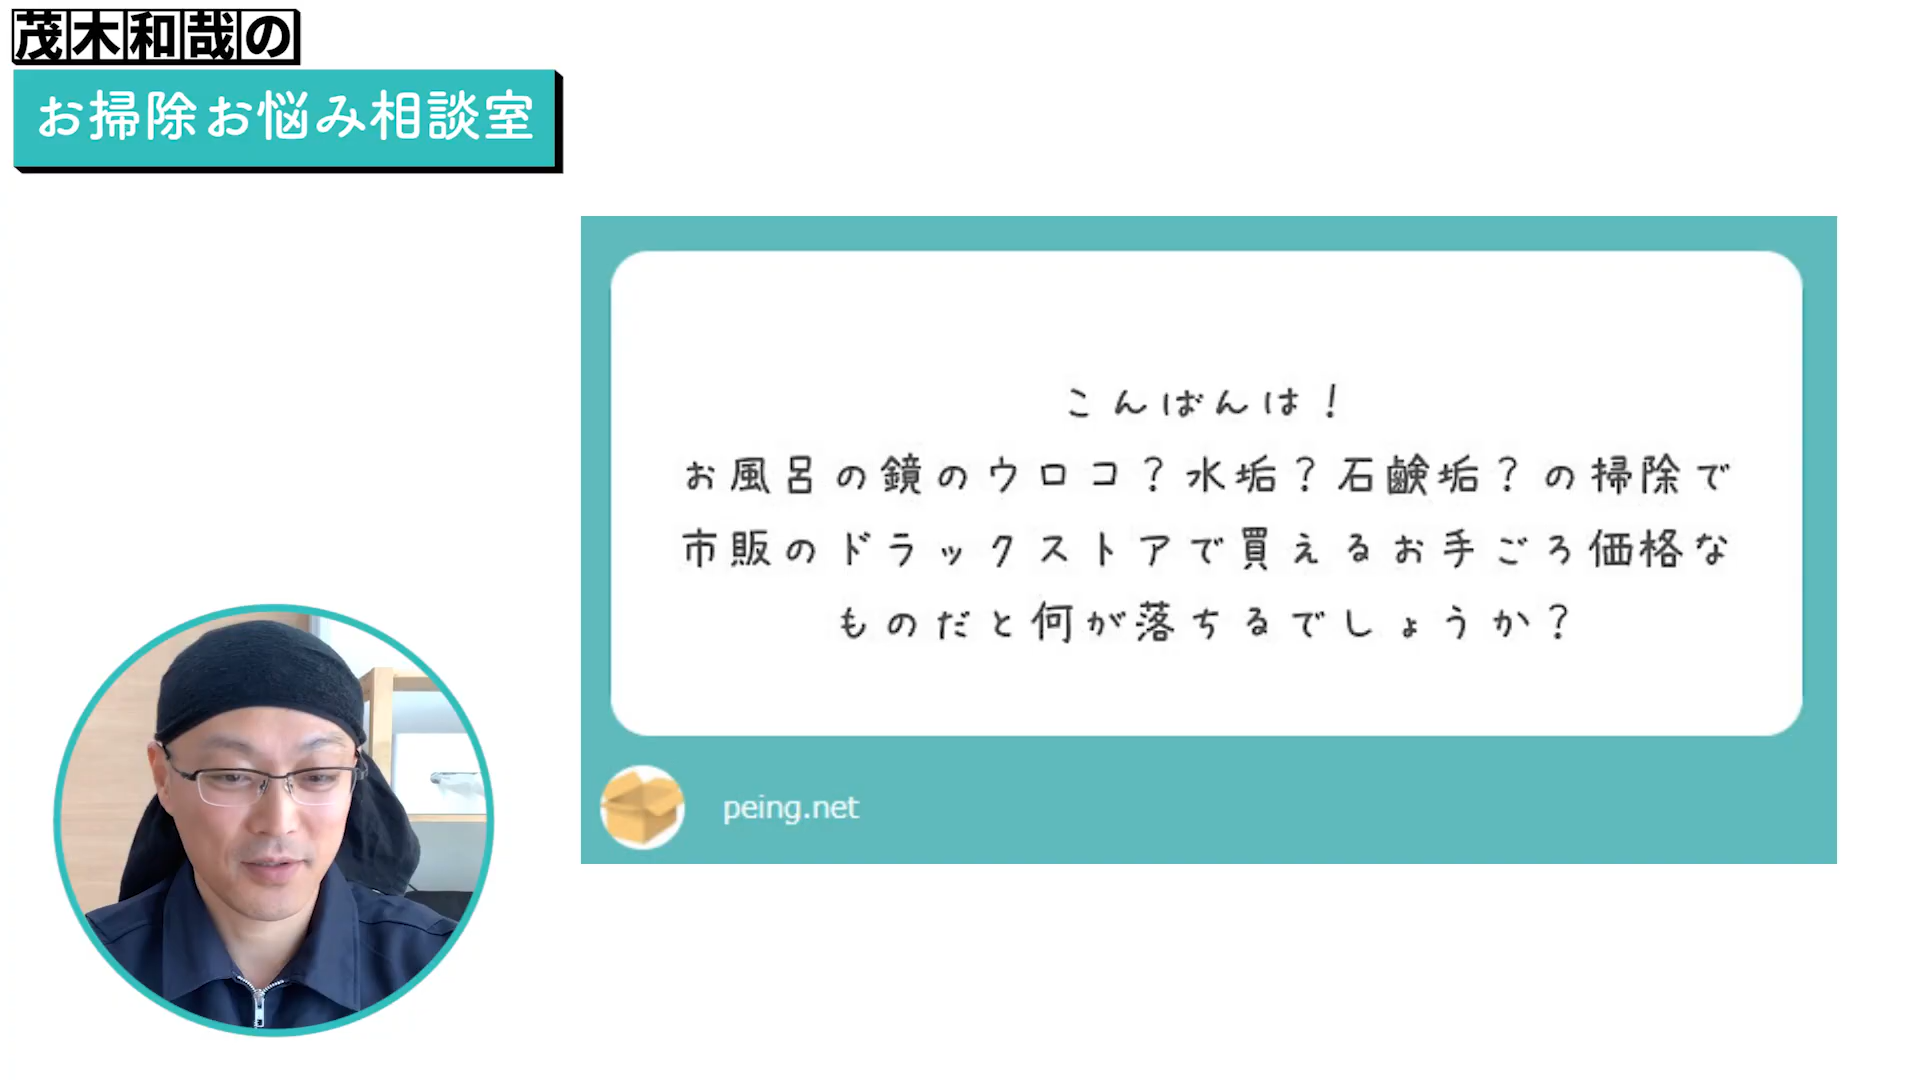 茂木和哉の
お掃除お悩み相談室
こんばんは！
お風呂の鏡のウロコ？水垢？石鹸垢？の掃除で
市販のドラックストアで買えるお手ごろ価格な
ものだと何が落ちるでしょうか？
peing.net